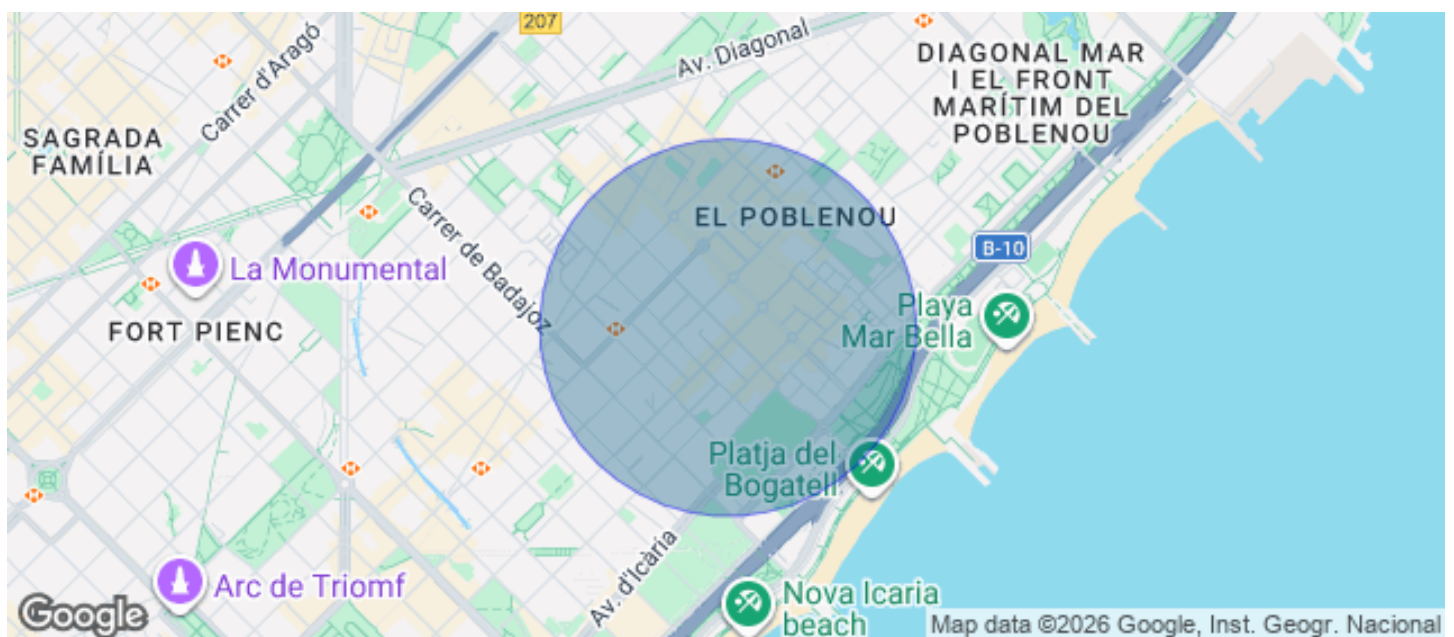 207
Carrer d'Aragó
Av. Diagonal
DIAGONAL MAR
I EL FRONT
MARÍTIM DEL
POBLENOU
SAGRADA
FAMÍLIA
Carrer de Badajoz
EL POBLENOU
B-10
La Monumental
FORT PIENC
Playa
Mar Bella
Platja del
Bogatell
Av. d'Icària
Arc de Triomf
Nova Icaria
beach
Google
Map data ©2026 Google, Inst. Geogr. Nacional